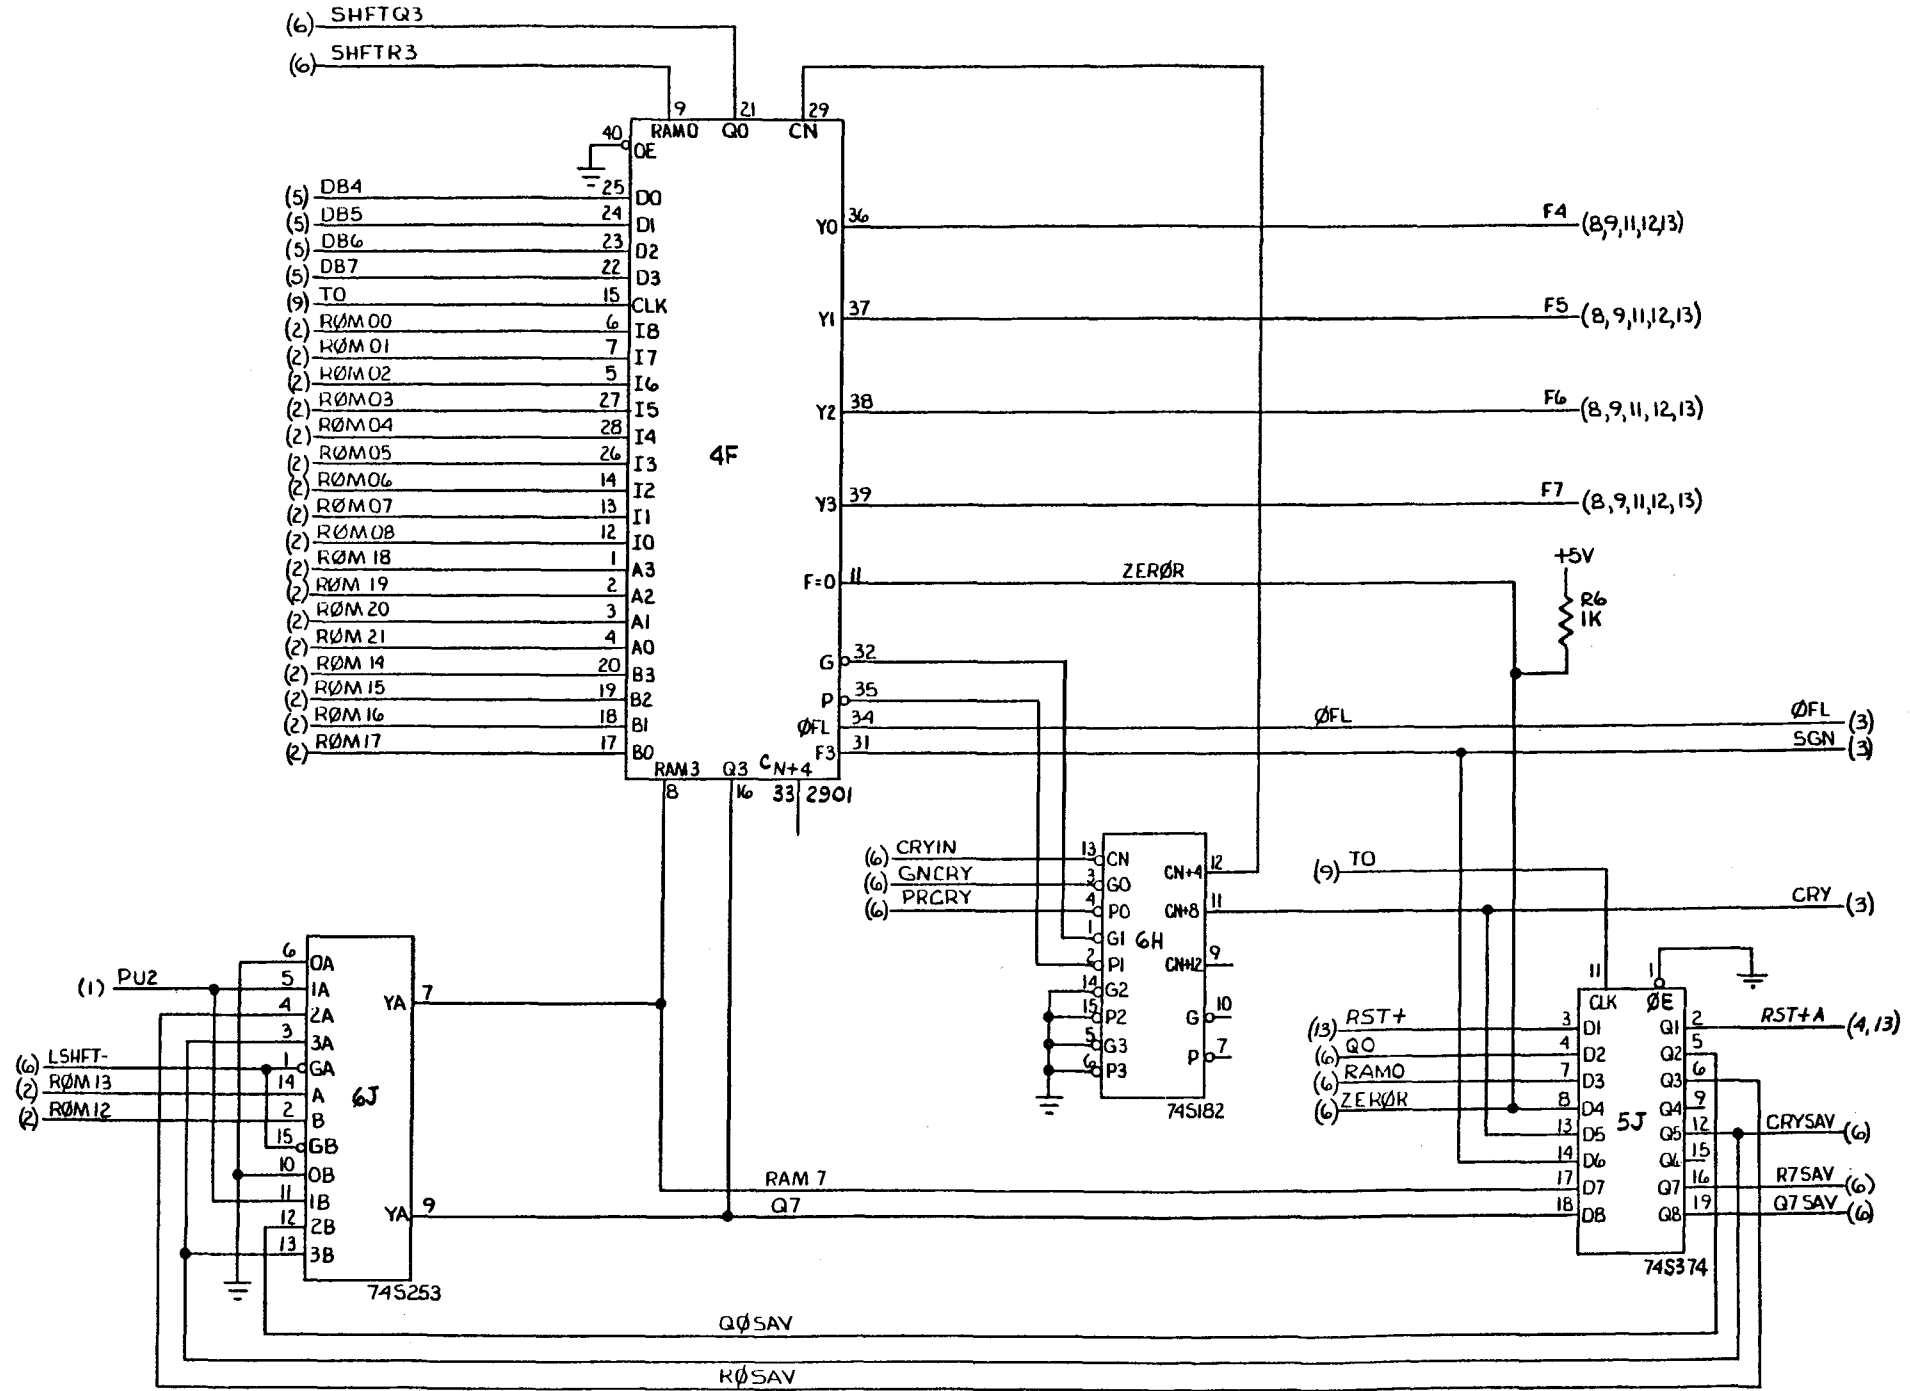 (6) SHFTQ3
(6) SHFTR3
9 21 29
RAM0 Q0 CN
40 OE
(5) DB4 25 D0
(5) DB5 24 D1
(5) DB6 23 D2
(5) DB7 22 D3
(9) T0 15 CLK
(2) RØM00 6 I8
(2) RØM01 7 I7
(2) RØM02 5 I6
(2) RØM03 27 I5
(2) RØM04 28 I4
(2) RØM05 26 I3
(2) RØM06 14 I2
(2) RØM07 13 I1
(2) RØM08 12 I0
(2) RØM18 1 A3
(2) RØM19 2 A2
(2) RØM20 3 A1
(2) RØM21 4 A0
(2) RØM14 20 B3
(2) RØM15 19 B2
(2) RØM16 18 B1
(2) RØM17 17 B0
4F
Y0 36 F4 (8,9,11,12,13)
Y1 37 F5 (8,9,11,12,13)
Y2 38 F6 (8,9,11,12,13)
Y3 39 F7 (8,9,11,12,13)
F=0 11 ZERØR
+5V
R6
1K
G 32
P 35
ØFL 34 ØFL ØFL (3)
F3 31 SGN (3)
RAM3 Q3 CN+4
8 16 33 2901
(6) CRYIN 13 CN
(6) GNCRY 3 G0
(6) PRCRY 4 P0
1 G1
2 P1
14 G2
15 P2
5 G3
6 P3
6H
CN+4 12
CN+8 11 CRY (3)
CN+12 9
G 10
P 7
74S182
(9) T0
11 1
CLK ØE
(13) RST+ 3 D1
(6) Q0 4 D2
(6) RAM0 7 D3
(6) ZERØR 8 D4
13 D5
14 D6
17 D7
18 D8
5J
Q1 2 RST+A (4,13)
Q2 5
Q3 6
Q4 9
Q5 12 CRYSAV (6)
Q6 15
Q7 16 R7SAV (6)
Q8 19 Q7SAV (6)
74S374
6 0A
(1) PU2 5 1A
4 2A
3 3A
(6) LSHFT- 1 GA
(2) RØM13 14 A
(2) RØM12 2 B
15 GB
10 0B
11 1B
12 2B
13 3B
6J
YA 7
YA 9
74S253
RAM 7
Q7
QØSAV
RØSAV